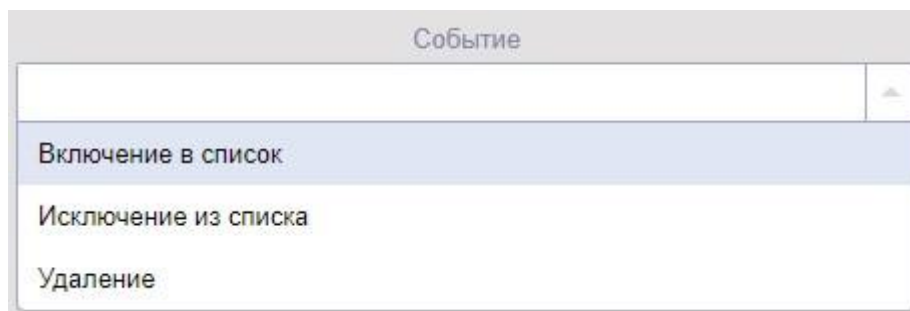 Событие
Включение в список
Исключение из списка
Удаление